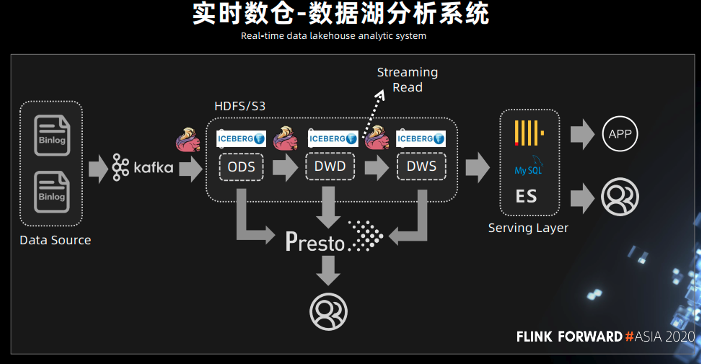 实时数仓-数据湖分析系统
Real-time data lakehouse analytic system
Streaming
Read
HDFS/S3
Binlog
Binlog
Data Source
kafka
ICEBERG
ICEBERG
ICEBERG
ODS
DWD
DWS
Presto
MySQL
ES
Serving Layer
APP
FLINK FORWARD #ASIA 2020